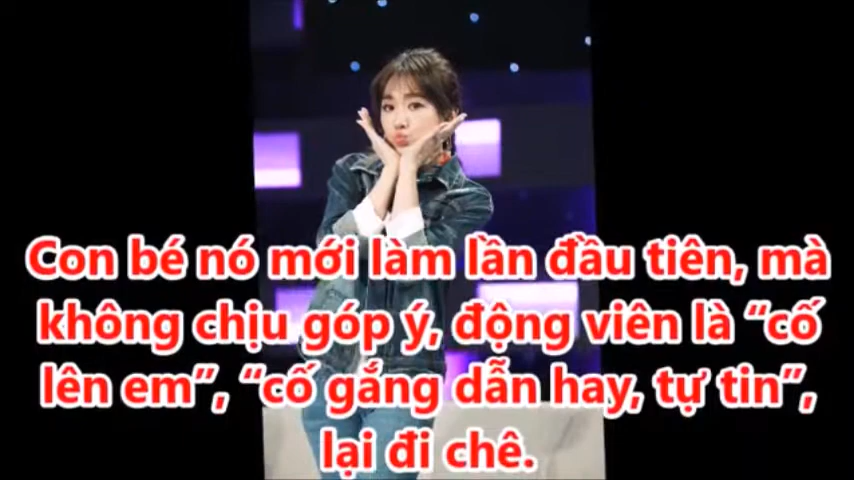 Con bé nó mới làm lần đầu tiên, mà
không chịu góp ý, động viên là “cố
lên em”, “cố gắng dẫn hay, tự tin”,
lại đi chê.